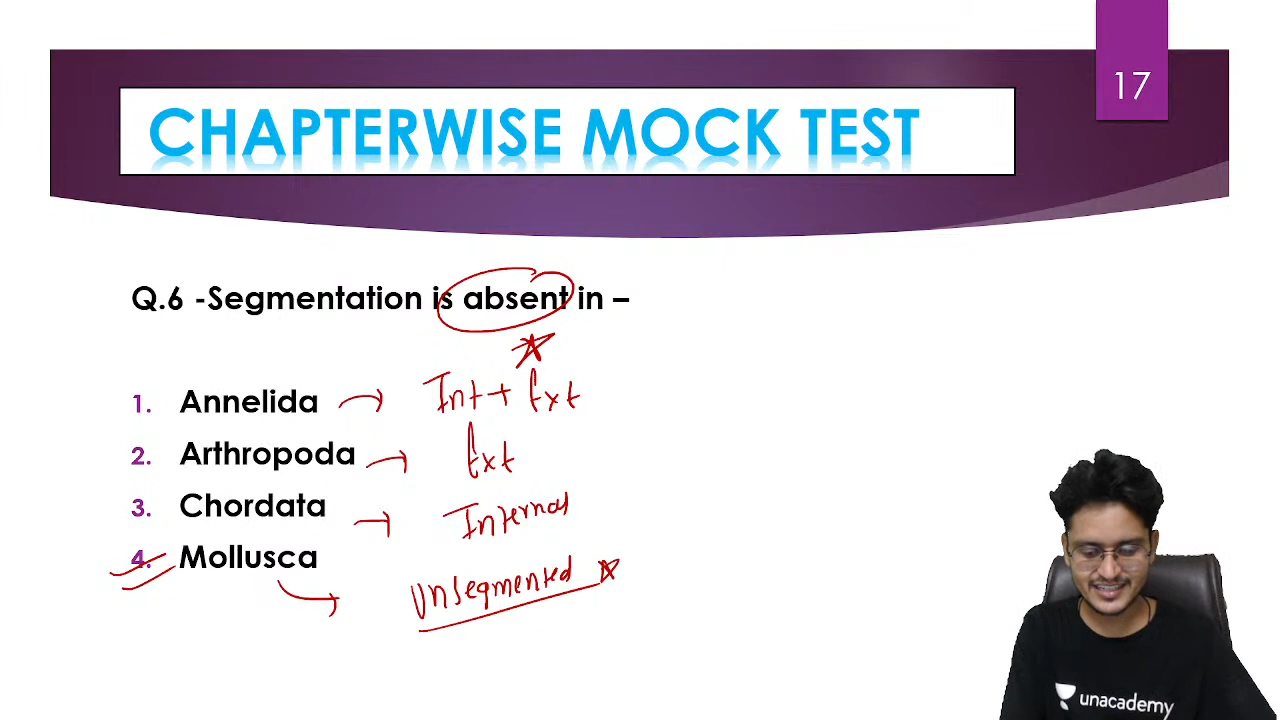 17
CHAPTERWISE MOCK TEST
Q.6 -Segmentation is absent in –
1. Annelida → Int + Ext
2. Arthropoda → Ext
3. Chordata → Internal
4. Mollusca → Unsegmented
unacademy